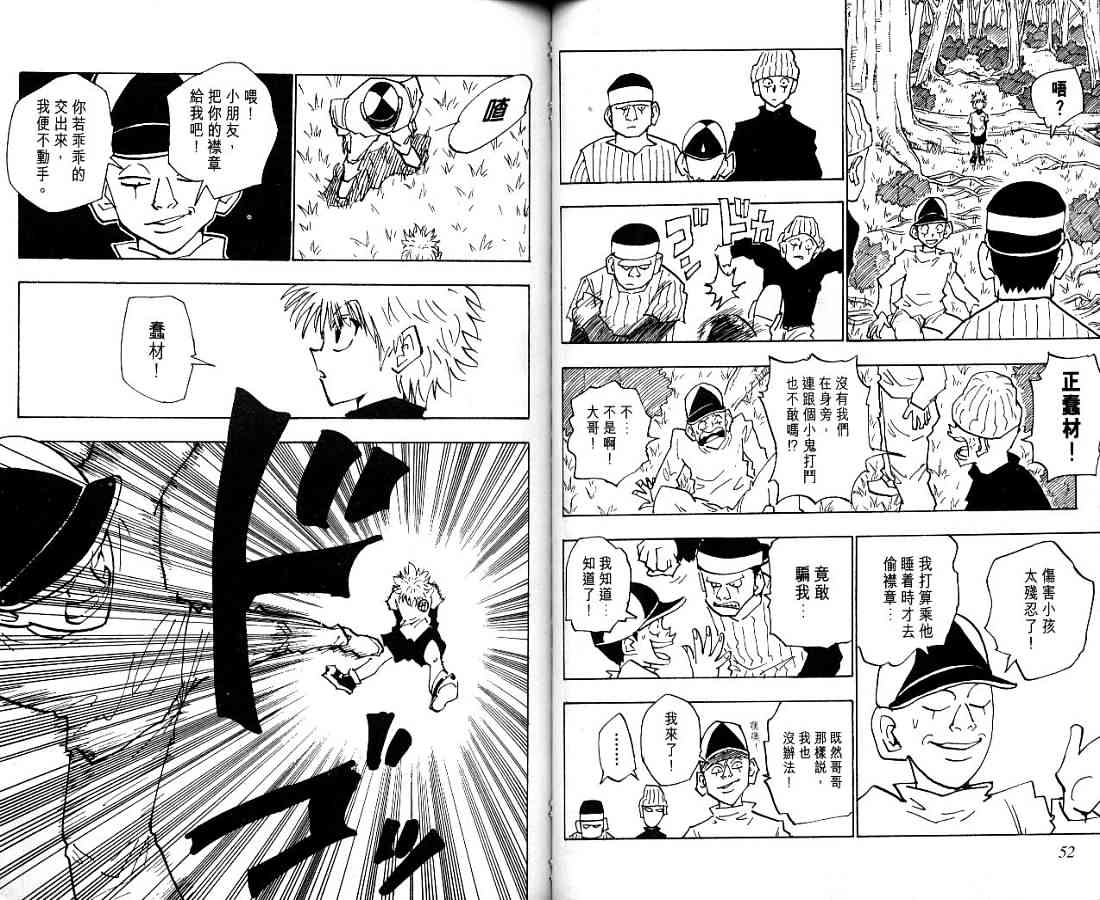 唔?
ドカ
ゴン
正蠢材!
沒有我們
在身旁,
連跟個小鬼打鬥
也不敢嗎!?
不…
不是啊!
大哥!
傷害小孩
太殘忍了!
我打算乘他
睡着時才去
偷襟章…
竟敢
騙我…
我知道…
知道了!
既然哥哥
那樣說,
我也
沒辦法!
我來了!
……
52
喳
喂!
小朋友,
把你的襟章
給我吧!
你若乖乖的
交出來,
我便不動手。
蠢材!
ドゴッ